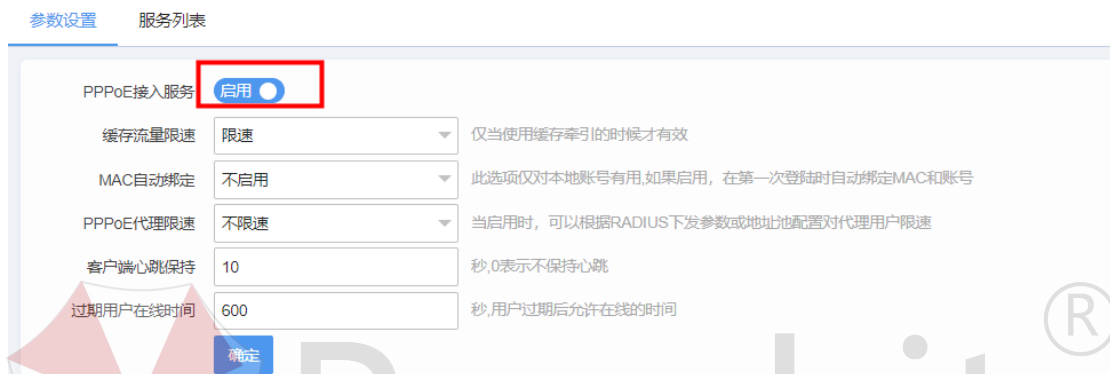 参数设置 服务列表
PPPoE接入服务 启用
缓存流量限速 限速 仅当使用缓存牵引的时候才有效
MAC自动绑定 不启用 此选项仅对本地账号有用,如果启用，在第一次登陆时自动绑定MAC和账号
PPPoE代理限速 不限速 当启用时，可以根据RADIUS下发参数或地址池配置对代理用户限速
客户端心跳保持 10 秒,0表示不保持心跳
过期用户在线时间 600 秒,用户过期后允许在线的时间
确定
®